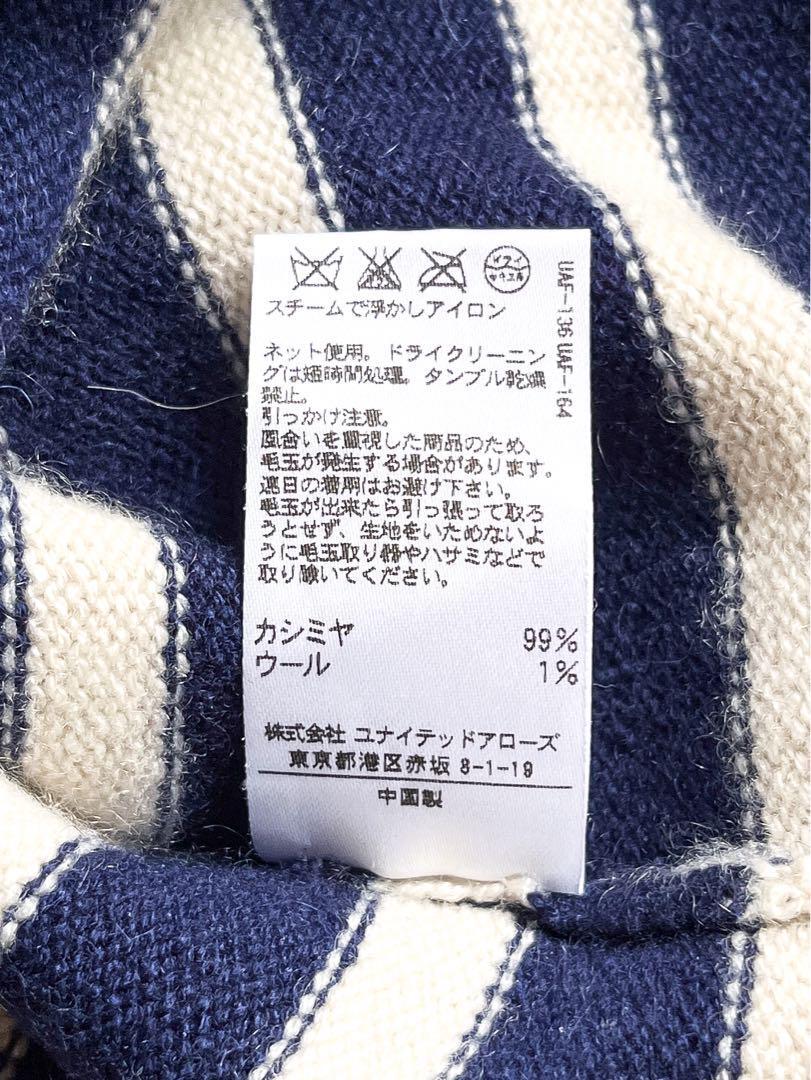 スチームで浮かしアイロン
ネット使用。ドライクリーニン
グは短時間処理。タンブル乾燥
禁止。
引っかけ注意。
風合いを重視した商品のため、
毛玉が発生する場合があります。
連日の着用はお避け下さい。
毛玉が出来たら引っ張って取ろ
うとせず、生地をいためないよ
うに毛玉取り器やハサミなどで
取り除いてください。
カシミヤ 99%
ウール 1%
株式会社 ユナイテッドアローズ
東京都港区赤坂 8-1-19
中国製
UAF-136 UAF-164